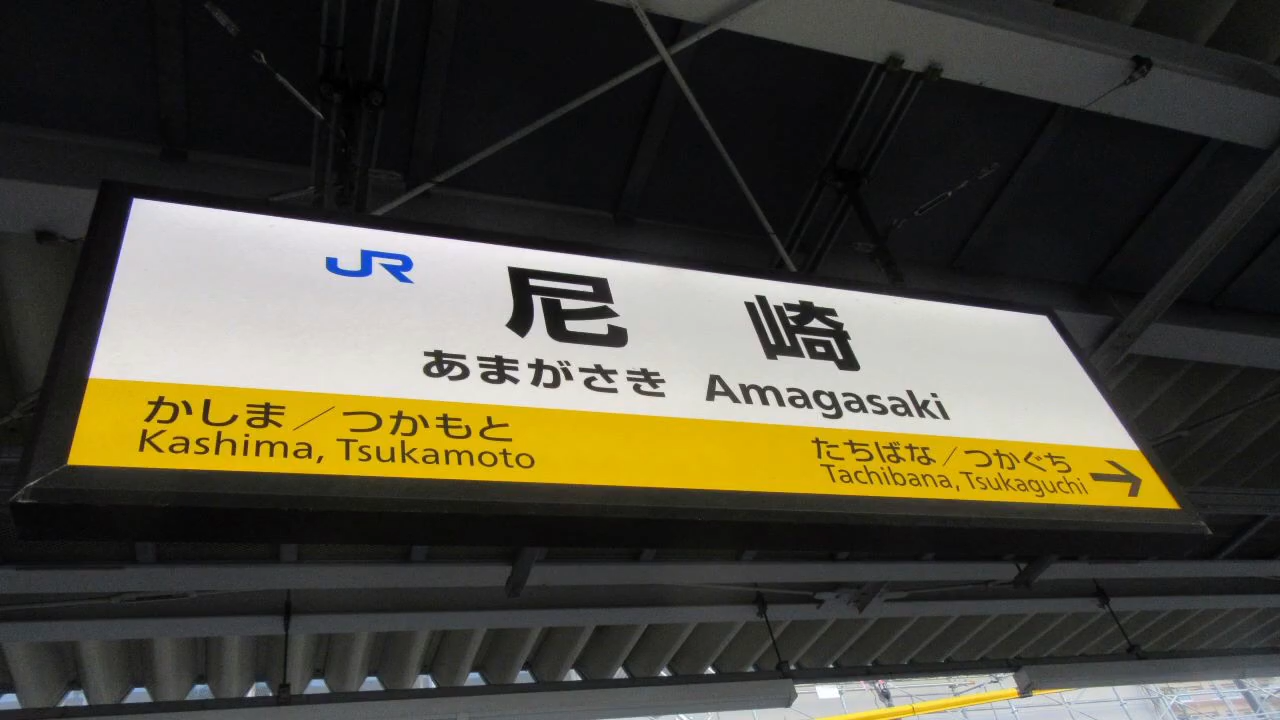 JR
尼崎
あまがさき Amagasaki
かしま／つかもと
Kashima, Tsukamoto
たちばな／つかぐち
Tachibana, Tsukaguchi →